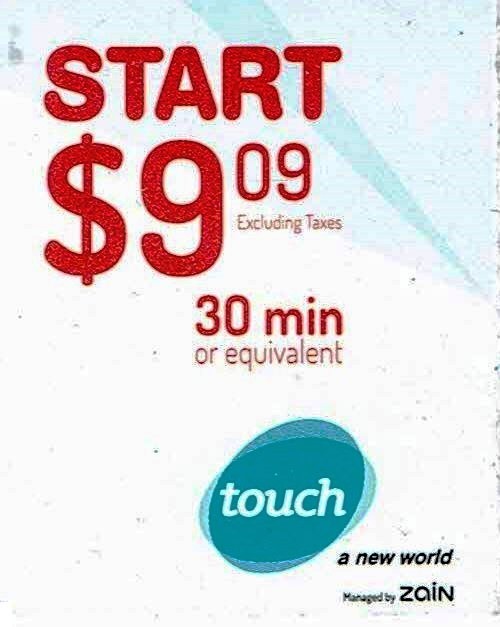 START
$9 09
Excluding Taxes
30 min
or equivalent
touch
a new world
Managed by ZAIN